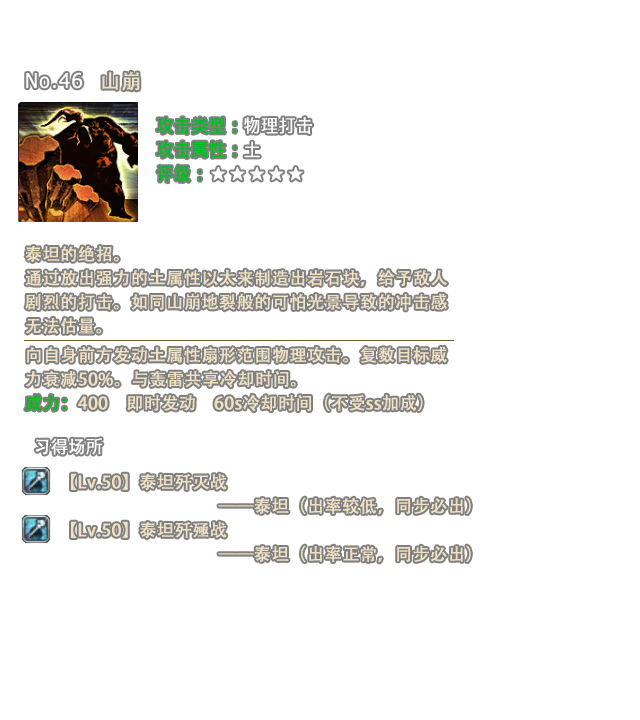 No.46 山崩
攻击类型：物理打击
攻击属性：土
评级：☆☆☆☆☆
泰坦的绝招。
通过放出强力的土属性以太来制造出岩石块，给予敌人
剧烈的打击。如同山崩地裂般的可怕光景导致的冲击感
无法估量。
向自身前方发动土属性扇形范围物理攻击。复数目标威
力衰减50%。与轰雷共享冷却时间。
威力：400 即时发动 60s冷却时间（不受ss加成）
习得场所
【Lv.50】泰坦歼灭战
——泰坦（出率较低，同步必出）
【Lv.50】泰坦歼殛战
——泰坦（出率正常，同步必出）